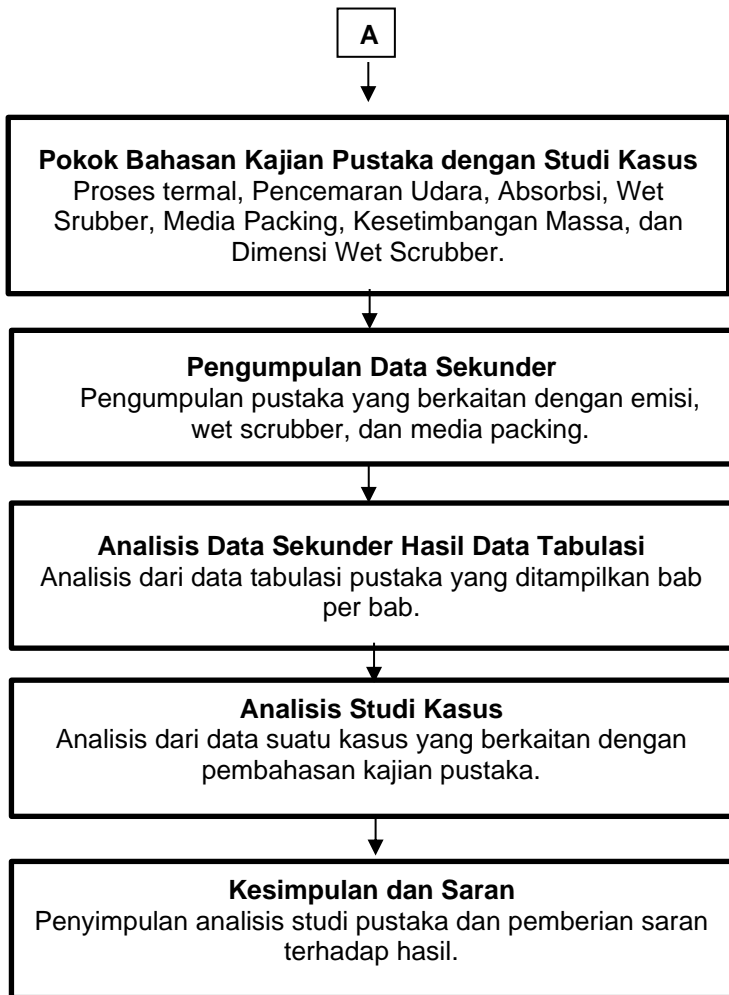 A
Pokok Bahasan Kajian Pustaka dengan Studi Kasus
Proses termal, Pencemaran Udara, Absorbsi, Wet
Srubber, Media Packing, Kesetimbangan Massa, dan
Dimensi Wet Scrubber.
Pengumpulan Data Sekunder
Pengumpulan pustaka yang berkaitan dengan emisi,
wet scrubber, dan media packing.
Analisis Data Sekunder Hasil Data Tabulasi
Analisis dari data tabulasi pustaka yang ditampilkan bab
per bab.
Analisis Studi Kasus
Analisis dari data suatu kasus yang berkaitan dengan
pembahasan kajian pustaka.
Kesimpulan dan Saran
Penyimpulan analisis studi pustaka dan pemberian saran
terhadap hasil.